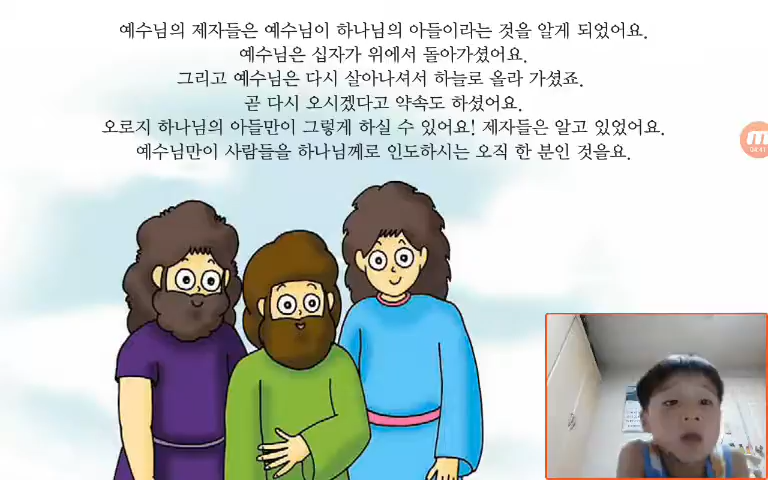 예수님의 제자들은 예수님이 하나님의 아들이라는 것을 알게 되었어요.
예수님은 십자가 위에서 돌아가셨어요.
그리고 예수님은 다시 살아나셔서 하늘로 올라 가셨죠.
곧 다시 오시겠다고 약속도 하셨어요.
오로지 하나님의 아들만이 그렇게 하실 수 있어요! 제자들은 알고 있었어요.
예수님만이 사람들을 하나님께로 인도하시는 오직 한 분인 것을요.